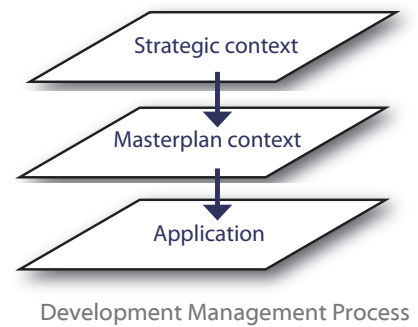 Strategic context
Masterplan context
Application
Development Management Process